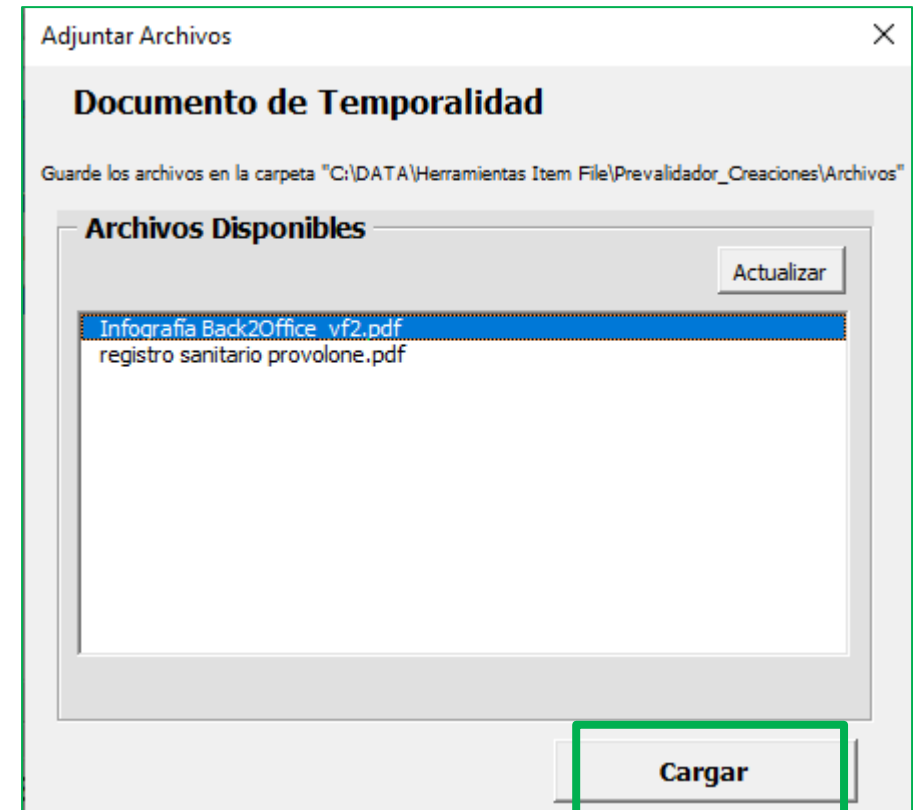 Adjuntar Archivos
Documento de Temporalidad
Guarde los archivos en la carpeta "C:\DATA\Herramientas Item File\Prevalidador_Creaciones\Archivos"
Archivos Disponibles
Actualizar
Infografía Back2Office_vf2.pdf
registro sanitario provolone.pdf
Cargar